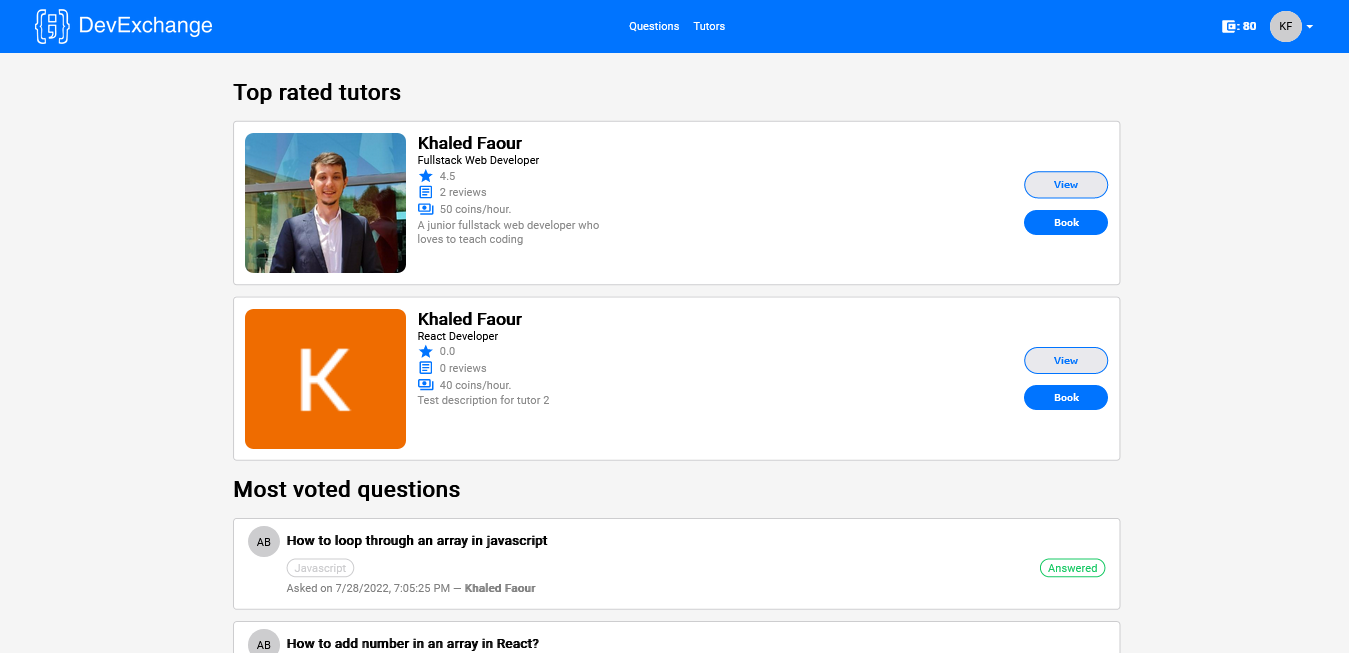 DevExchange
Questions Tutors
: 80
KF
Top rated tutors
Khaled Faour
Fullstack Web Developer
4.5
2 reviews
50 coins/hour.
A junior fullstack web developer who
loves to teach coding
View
Book
K
Khaled Faour
React Developer
0.0
0 reviews
40 coins/hour.
Test description for tutor 2
View
Book
Most voted questions
AB
How to loop through an array in javascript
Javascript
Answered
Asked on 7/28/2022, 7:05:25 PM — Khaled Faour
AB
How to add number in an array in React?